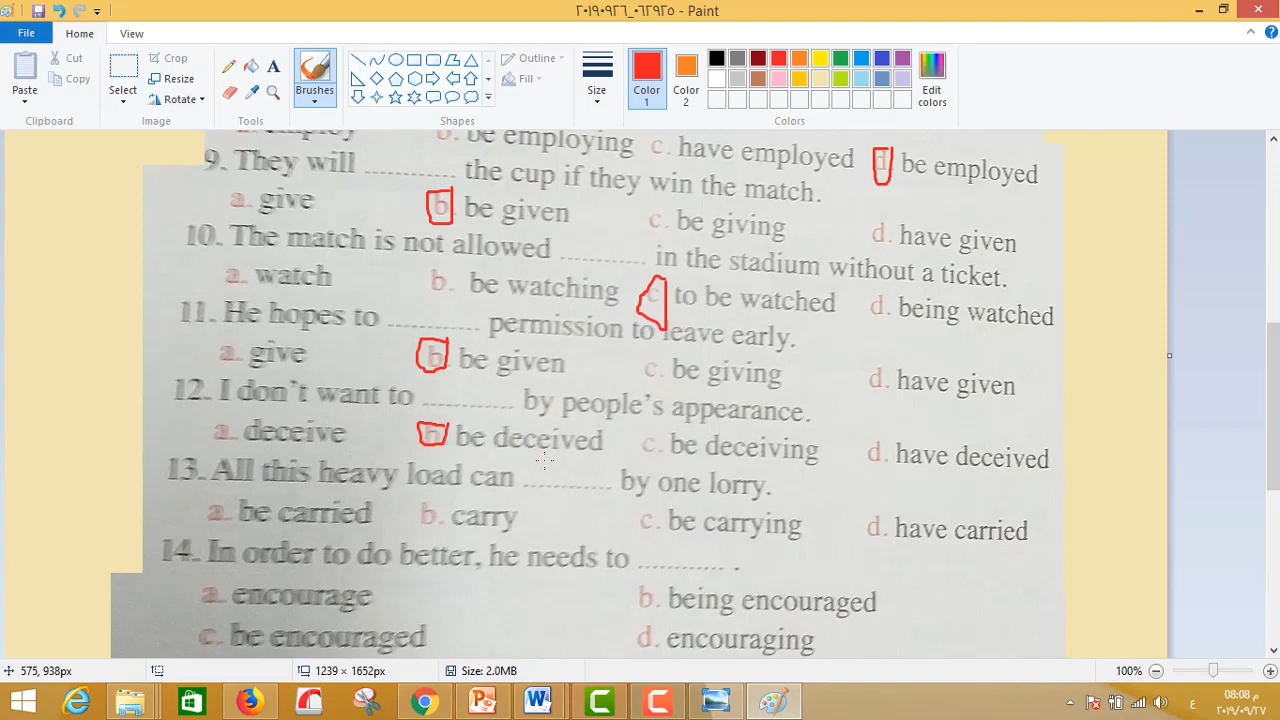 ٢٠١٩٠٩٢٦_٠٦٢٩٢٥ - Paint
File Home View
Cut Copy Paste Clipboard
Select Crop Resize Rotate Image
Tools
Brushes
Outline Fill Shapes
Size
Color 1 Color 2 Edit colors Colors
a. employ b. be employing c. have employed d. be employed
9. They will ............ the cup if they win the match.
a. give b. be given c. be giving d. have given
10. The match is not allowed ............ in the stadium without a ticket.
a. watch b. be watching c. to be watched d. being watched
11. He hopes to ............ permission to leave early.
a. give b. be given c. be giving d. have given
12. I don't want to ............ by people's appearance.
a. deceive b. be deceived c. be deceiving d. have deceived
13. All this heavy load can ............ by one lorry.
a. be carried b. carry c. be carrying d. have carried
14. In order to do better, he needs to ............ .
a. encourage b. being encouraged
c. be encouraged d. encouraging
575, 938px 1239 × 1652px Size: 2.0MB 100%
ع ٠٨:٠٨ م
٢٠١٩/٠٩/٢٧